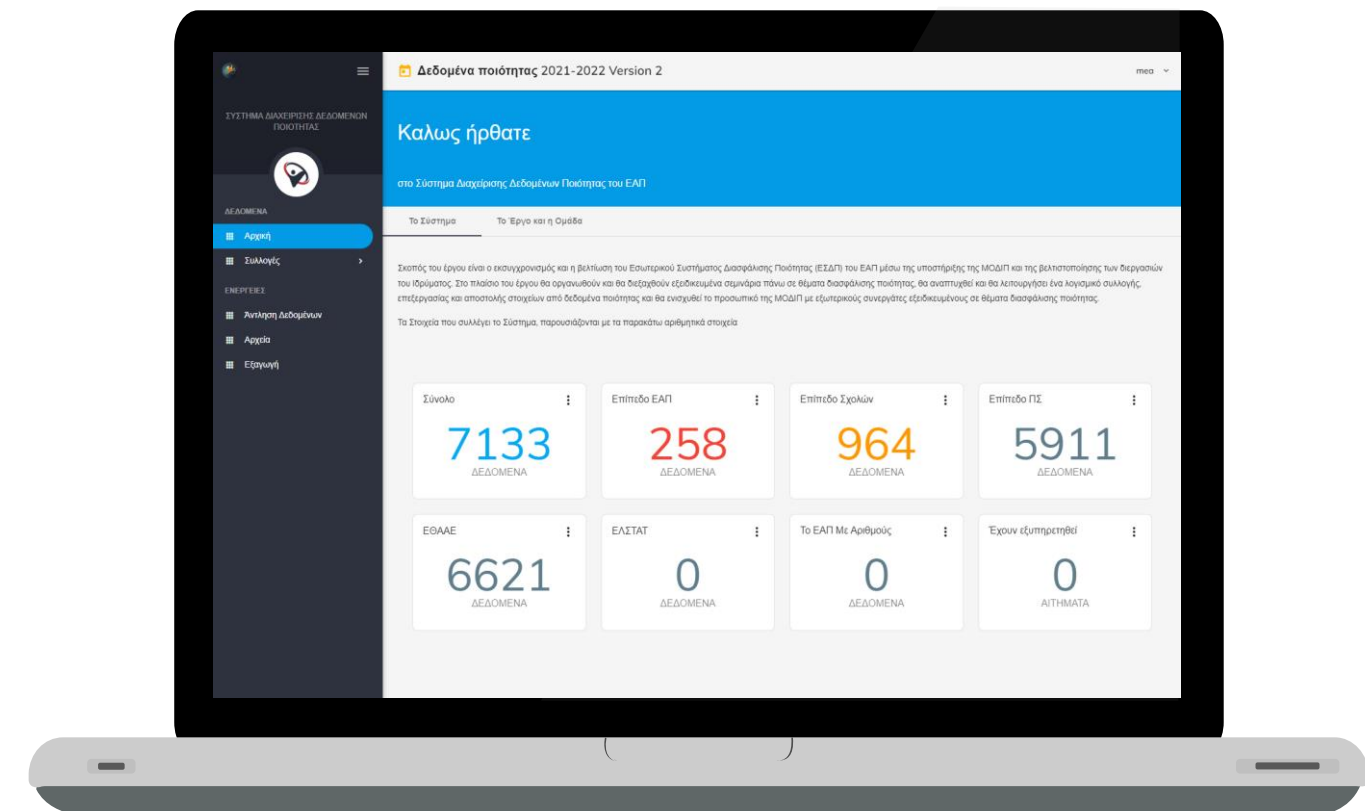 Δεδομένα ποιότητας 2021-2022 Version 2
mea
ΣΥΣΤΗΜΑ ΔΙΑΧΕΙΡΙΣΗΣ ΔΕΔΟΜΕΝΩΝ
ΠΟΙΟΤΗΤΑΣ
ΔΕΔΟΜΕΝΑ
Αρχική
Συλλογές
ΕΝΕΡΓΕΙΕΣ
Άντληση Δεδομένων
Αρχεία
Εξαγωγή
Καλως ήρθατε
στο Σύστημα Διαχείρισης Δεδομένων Ποιότητας του ΕΑΠ
Το Σύστημα
Το Έργο και η Ομάδα
Σκοπός του έργου είναι ο εκσυγχρονισμός και η βελτίωση του Εσωτερικού Συστήματος Διασφάλισης Ποιότητας (ΕΣΔΠ) του ΕΑΠ μέσω της υποστήριξης της ΜΟΔΙΠ και της βελτιστοποίησης των διεργασιών
του Ιδρύματος. Στο πλαίσιο του έργου θα οργανωθούν και θα διεξαχθούν εξειδικευμένα σεμινάρια πάνω σε θέματα διασφάλισης ποιότητας, θα αναπτυχθεί και θα λειτουργήσει ένα λογισμικό συλλογής,
επεξεργασίας και αποστολής στοιχείων από δεδομένα ποιότητας και θα ενισχυθεί το προσωπικό της ΜΟΔΙΠ με εξωτερικούς συνεργάτες εξειδικευμένους σε θέματα διασφάλισης ποιότητας.
Τα Στοιχεία που συλλέγει το Σύστημα, παρουσιάζονται με τα παρακάτω αριθμητικά στοιχεία
Σύνολο
7133
ΔΕΔΟΜΕΝΑ
Επίπεδο ΕΑΠ
258
ΔΕΔΟΜΕΝΑ
Επίπεδο Σχολών
964
ΔΕΔΟΜΕΝΑ
Επίπεδο ΠΣ
5911
ΔΕΔΟΜΕΝΑ
ΕΘΑΑΕ
6621
ΔΕΔΟΜΕΝΑ
ΕΛΣΤΑΤ
0
ΔΕΔΟΜΕΝΑ
Το ΕΑΠ Με Αριθμούς
0
ΔΕΔΟΜΕΝΑ
Έχουν εξυπηρετηθεί
0
ΑΙΤΗΜΑΤΑ